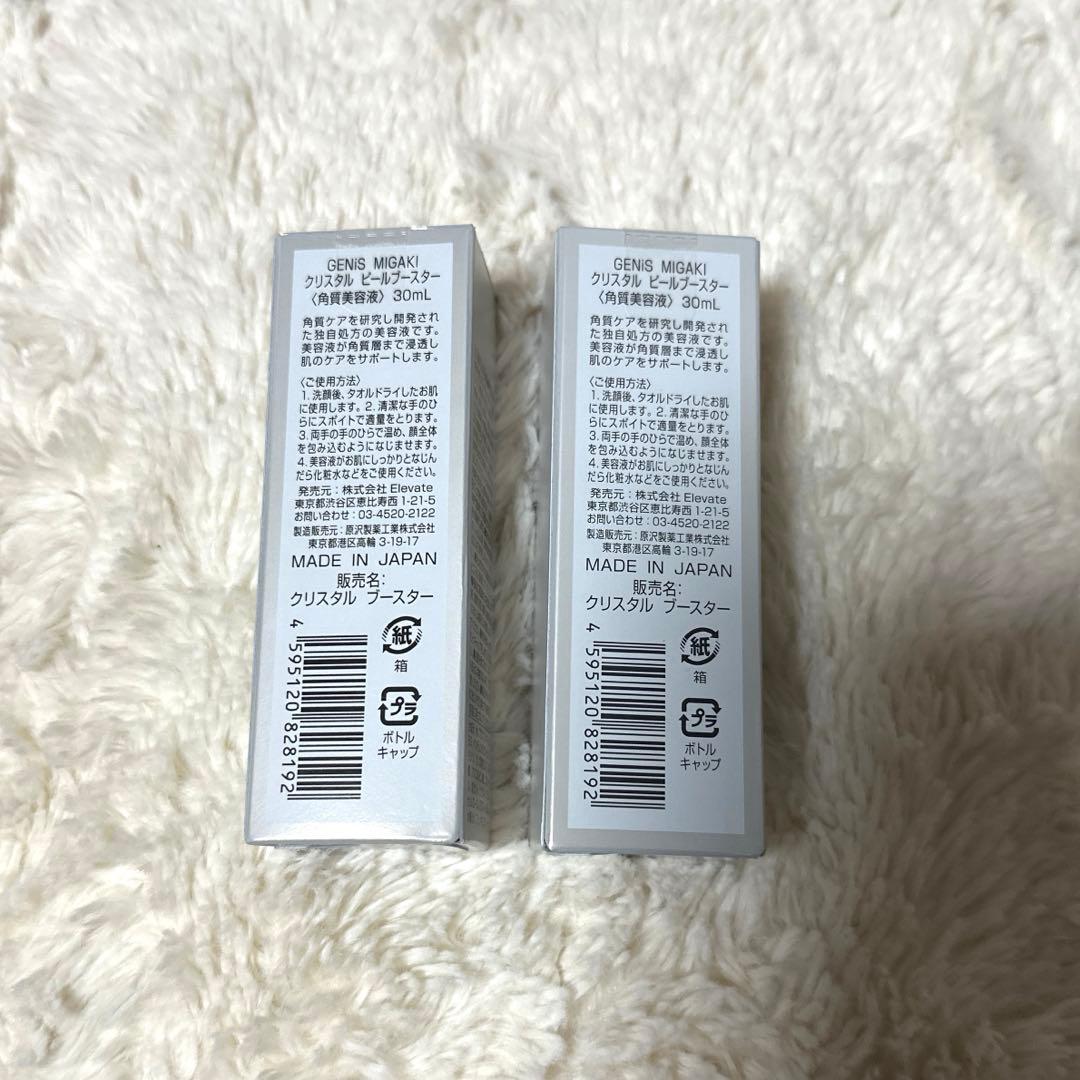 GENiS MIGAKI
クリスタル ピールブースター
〈角質美容液〉 30mL
角質ケアを研究し開発され
た独自処方の美容液です。
美容液が角質層まで浸透し
肌のケアをサポートします。
〈ご使用方法〉
1. 洗顔後、タオルドライしたお肌
に使用します。2. 清潔な手のひ
らにスポイトで適量をとります。
3. 両手の手のひらで温め、顔全体
を包み込むようになじませます。
4. 美容液がお肌にしっかりとなじん
だら化粧水などをご使用ください。
発売元：株式会社 Elevate
東京都渋谷区恵比寿西 1-21-5
お問い合わせ：03-4520-2122
製造販売元：原沢製薬工業株式会社
東京都港区高輪 3-19-17
MADE IN JAPAN
販売名：
クリスタル ブースター
4 595120 828192
紙
箱
プラ
ボトル
キャップ
GENiS MIGAKI
クリスタル ピールブースター
〈角質美容液〉 30mL
角質ケアを研究し開発され
た独自処方の美容液です。
美容液が角質層まで浸透し
肌のケアをサポートします。
〈ご使用方法〉
1. 洗顔後、タオルドライしたお肌
に使用します。2. 清潔な手のひ
らにスポイトで適量をとります。
3. 両手の手のひらで温め、顔全体
を包み込むようになじませます。
4. 美容液がお肌にしっかりとなじん
だら化粧水などをご使用ください。
発売元：株式会社 Elevate
東京都渋谷区恵比寿西 1-21-5
お問い合わせ：03-4520-2122
製造販売元：原沢製薬工業株式会社
東京都港区高輪 3-19-17
MADE IN JAPAN
販売名：
クリスタル ブースター
4 595120 828192
紙
箱
プラ
ボトル
キャップ